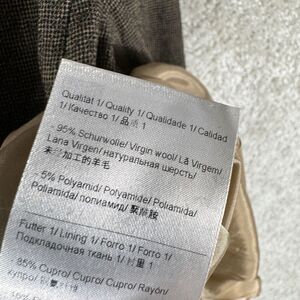 Qualität 1/ Quality 1/ Qualidade 1/ Calidad
1/ Качество 1/ 品质 1
95% Schurwolle/ Virgin wool/ Lã Virgem/
Lana Virgen/ натуральная шерсть/
未加工的羊毛
5% Polyamid/ Polyamide/ Poliamida/
Poliamida/ полиамид/ 聚酰胺
Futter 1/ Lining 1/ Forro 1/ Forro 1/
Подкладочная ткань 1/ 衬里 1
85% Cupro/ Cupro/ Cupro/ Rayón/
купро/